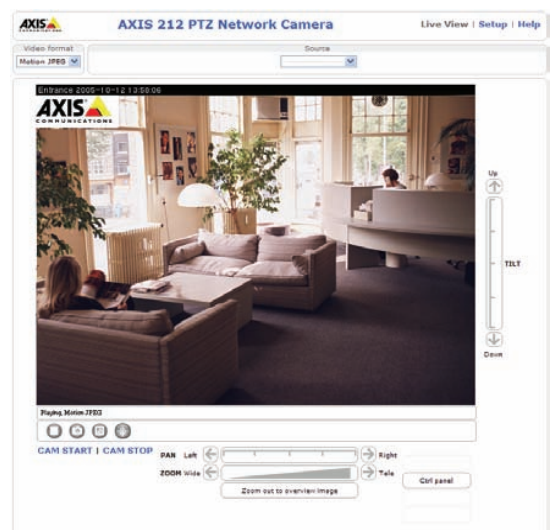 AXIS
COMMUNICATIONS
AXIS 212 PTZ Network Camera
Live View | Setup | Help
Video format
Motion JPEG
Source
Entrance 2005-10-12 13:50:06
AXIS
COMMUNICATIONS
Up
TILT
Down
Playing, Motion JPEG
CAM START | CAM STOP
PAN Left
Right
ZOOM Wide
Tele
Ctrl panel
Zoom out to overview image